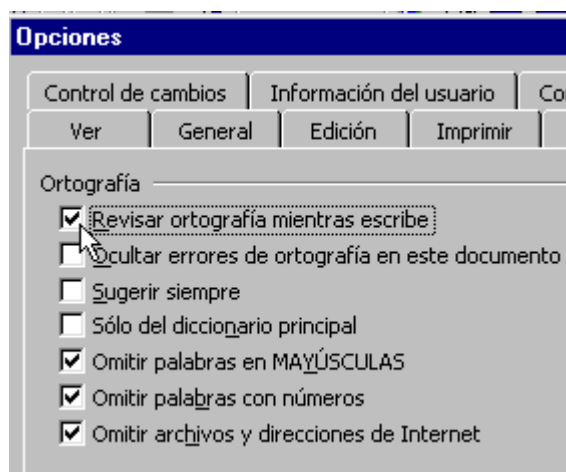 Opciones
Control de cambios Información del usuario Co
Ver General Edición Imprimir
Ortografía
Revisar ortografía mientras escribe
Ocultar errores de ortografía en este documento
Sugerir siempre
Sólo del diccionario principal
Omitir palabras en MAYÚSCULAS
Omitir palabras con números
Omitir archivos y direcciones de Internet